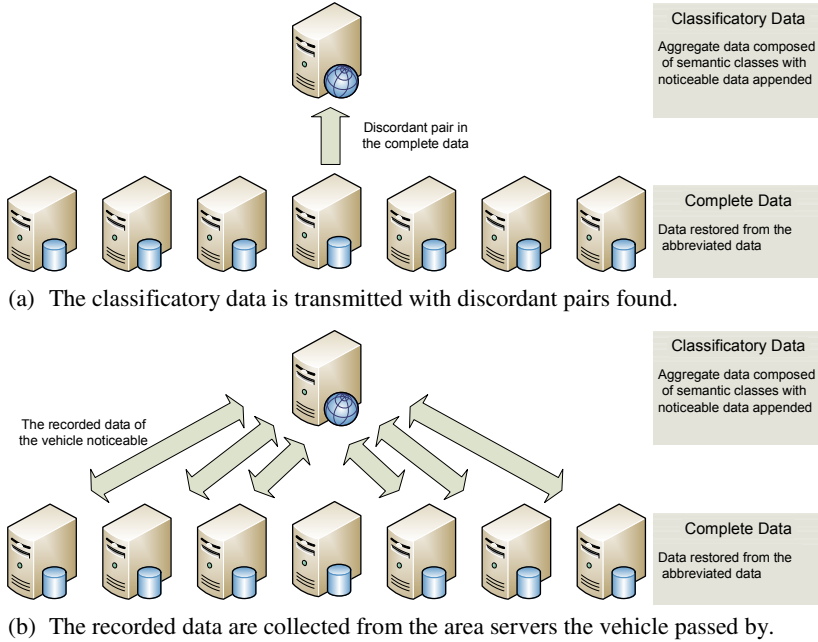 Classificatory Data
Aggregate data composed
of semantic classes with
noticeable data appended
Discordant pair in
the complete data
Complete Data
Data restored from the
abbreviated data
(a) The classificatory data is transmitted with discordant pairs found.
Classificatory Data
Aggregate data composed
of semantic classes with
noticeable data appended
The recorded data of
the vehicle noticeable
Complete Data
Data restored from the
abbreviated data
(b) The recorded data are collected from the area servers the vehicle passed by.